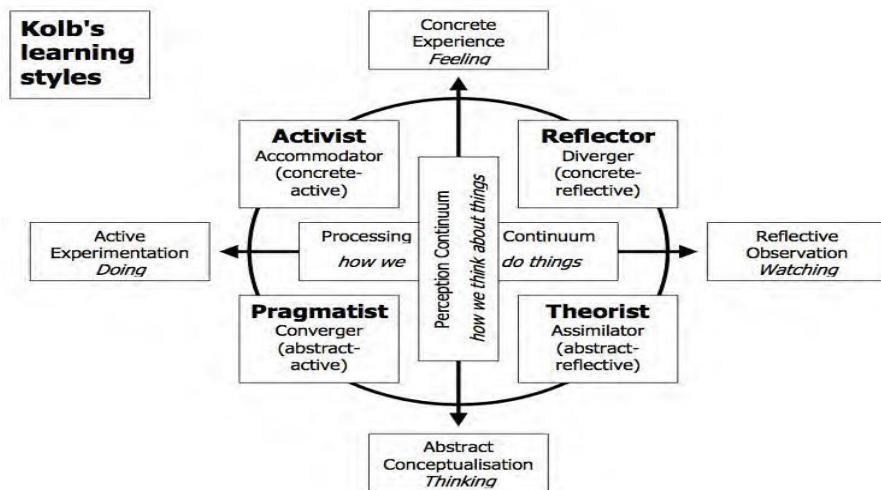 Kolb's
learning
styles
Concrete
Experience
Feeling
Activist
Accommodator
(concrete-
active)
Reflector
Diverger
(concrete-
reflective)
Active
Experimentation
Doing
Processing
how we
Perception Continuum
how we think about things
Continuum
do things
Reflective
Observation
Watching
Pragmatist
Converger
(abstract-
active)
Theorist
Assimilator
(abstract-
reflective)
Abstract
Conceptualisation
Thinking